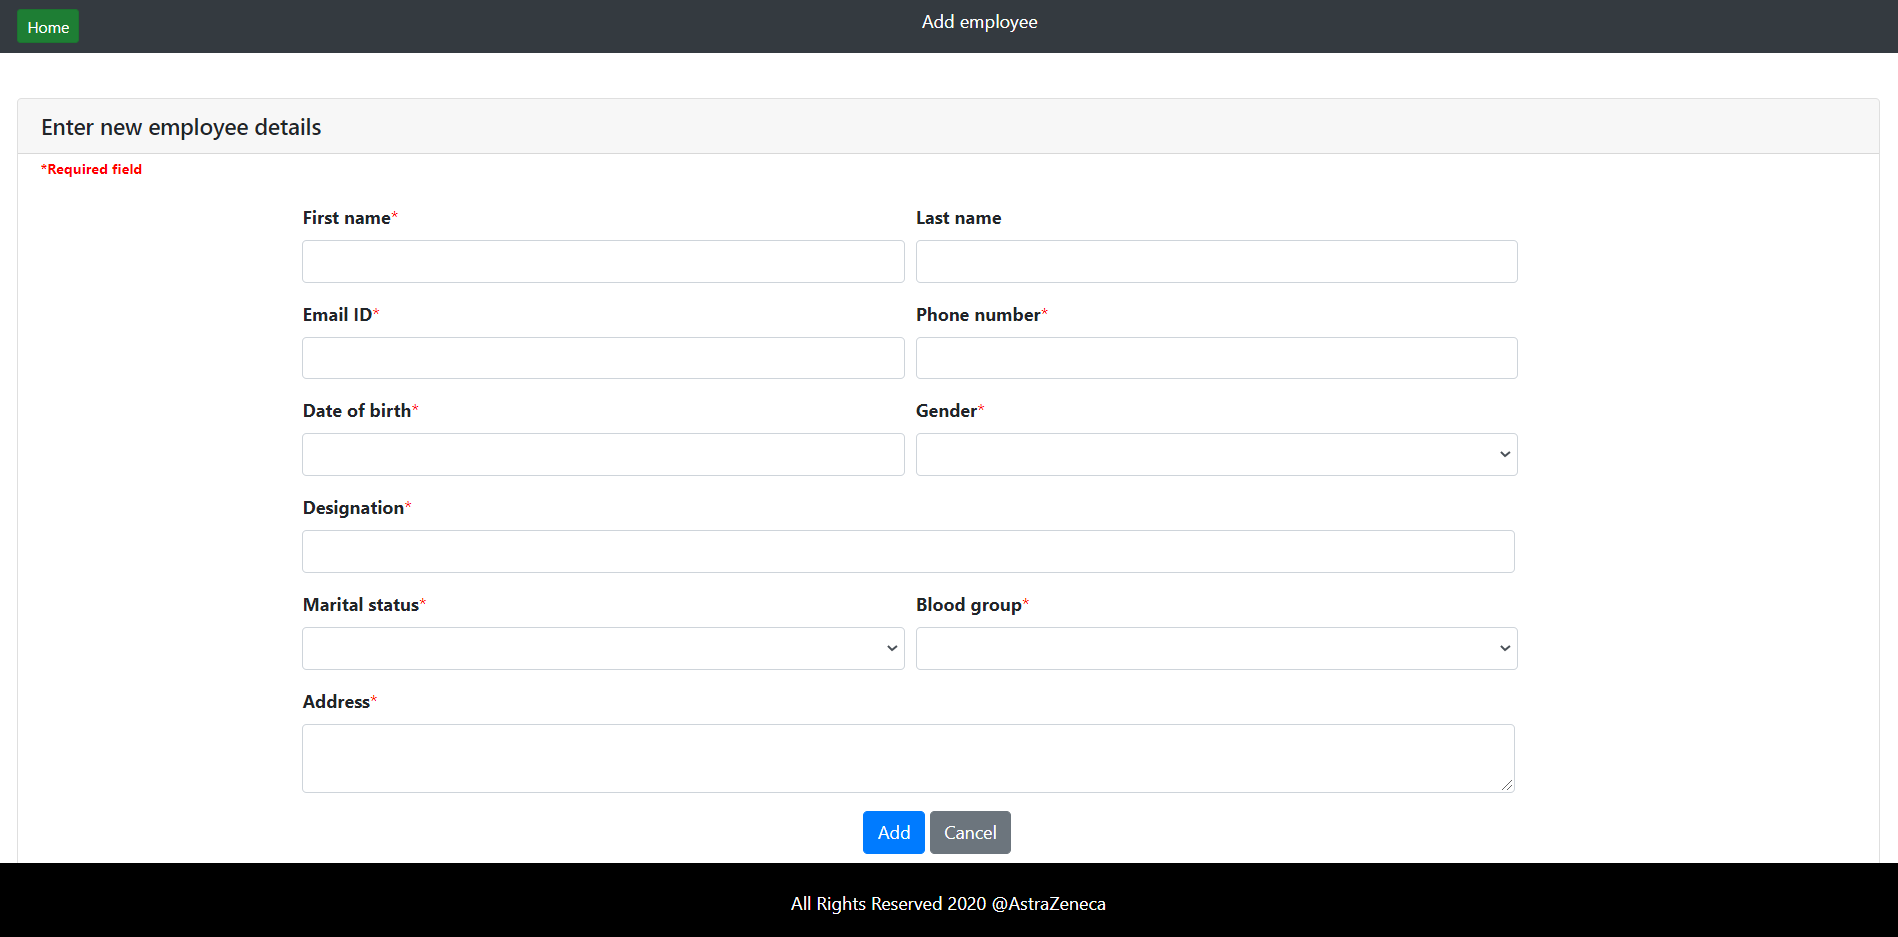 Home
Add employee
Enter new employee details
*Required field
First name*
Last name
Email ID*
Phone number*
Date of birth*
Gender*
Designation*
Marital status*
Blood group*
Address*
Add
Cancel
All Rights Reserved 2020 @AstraZeneca